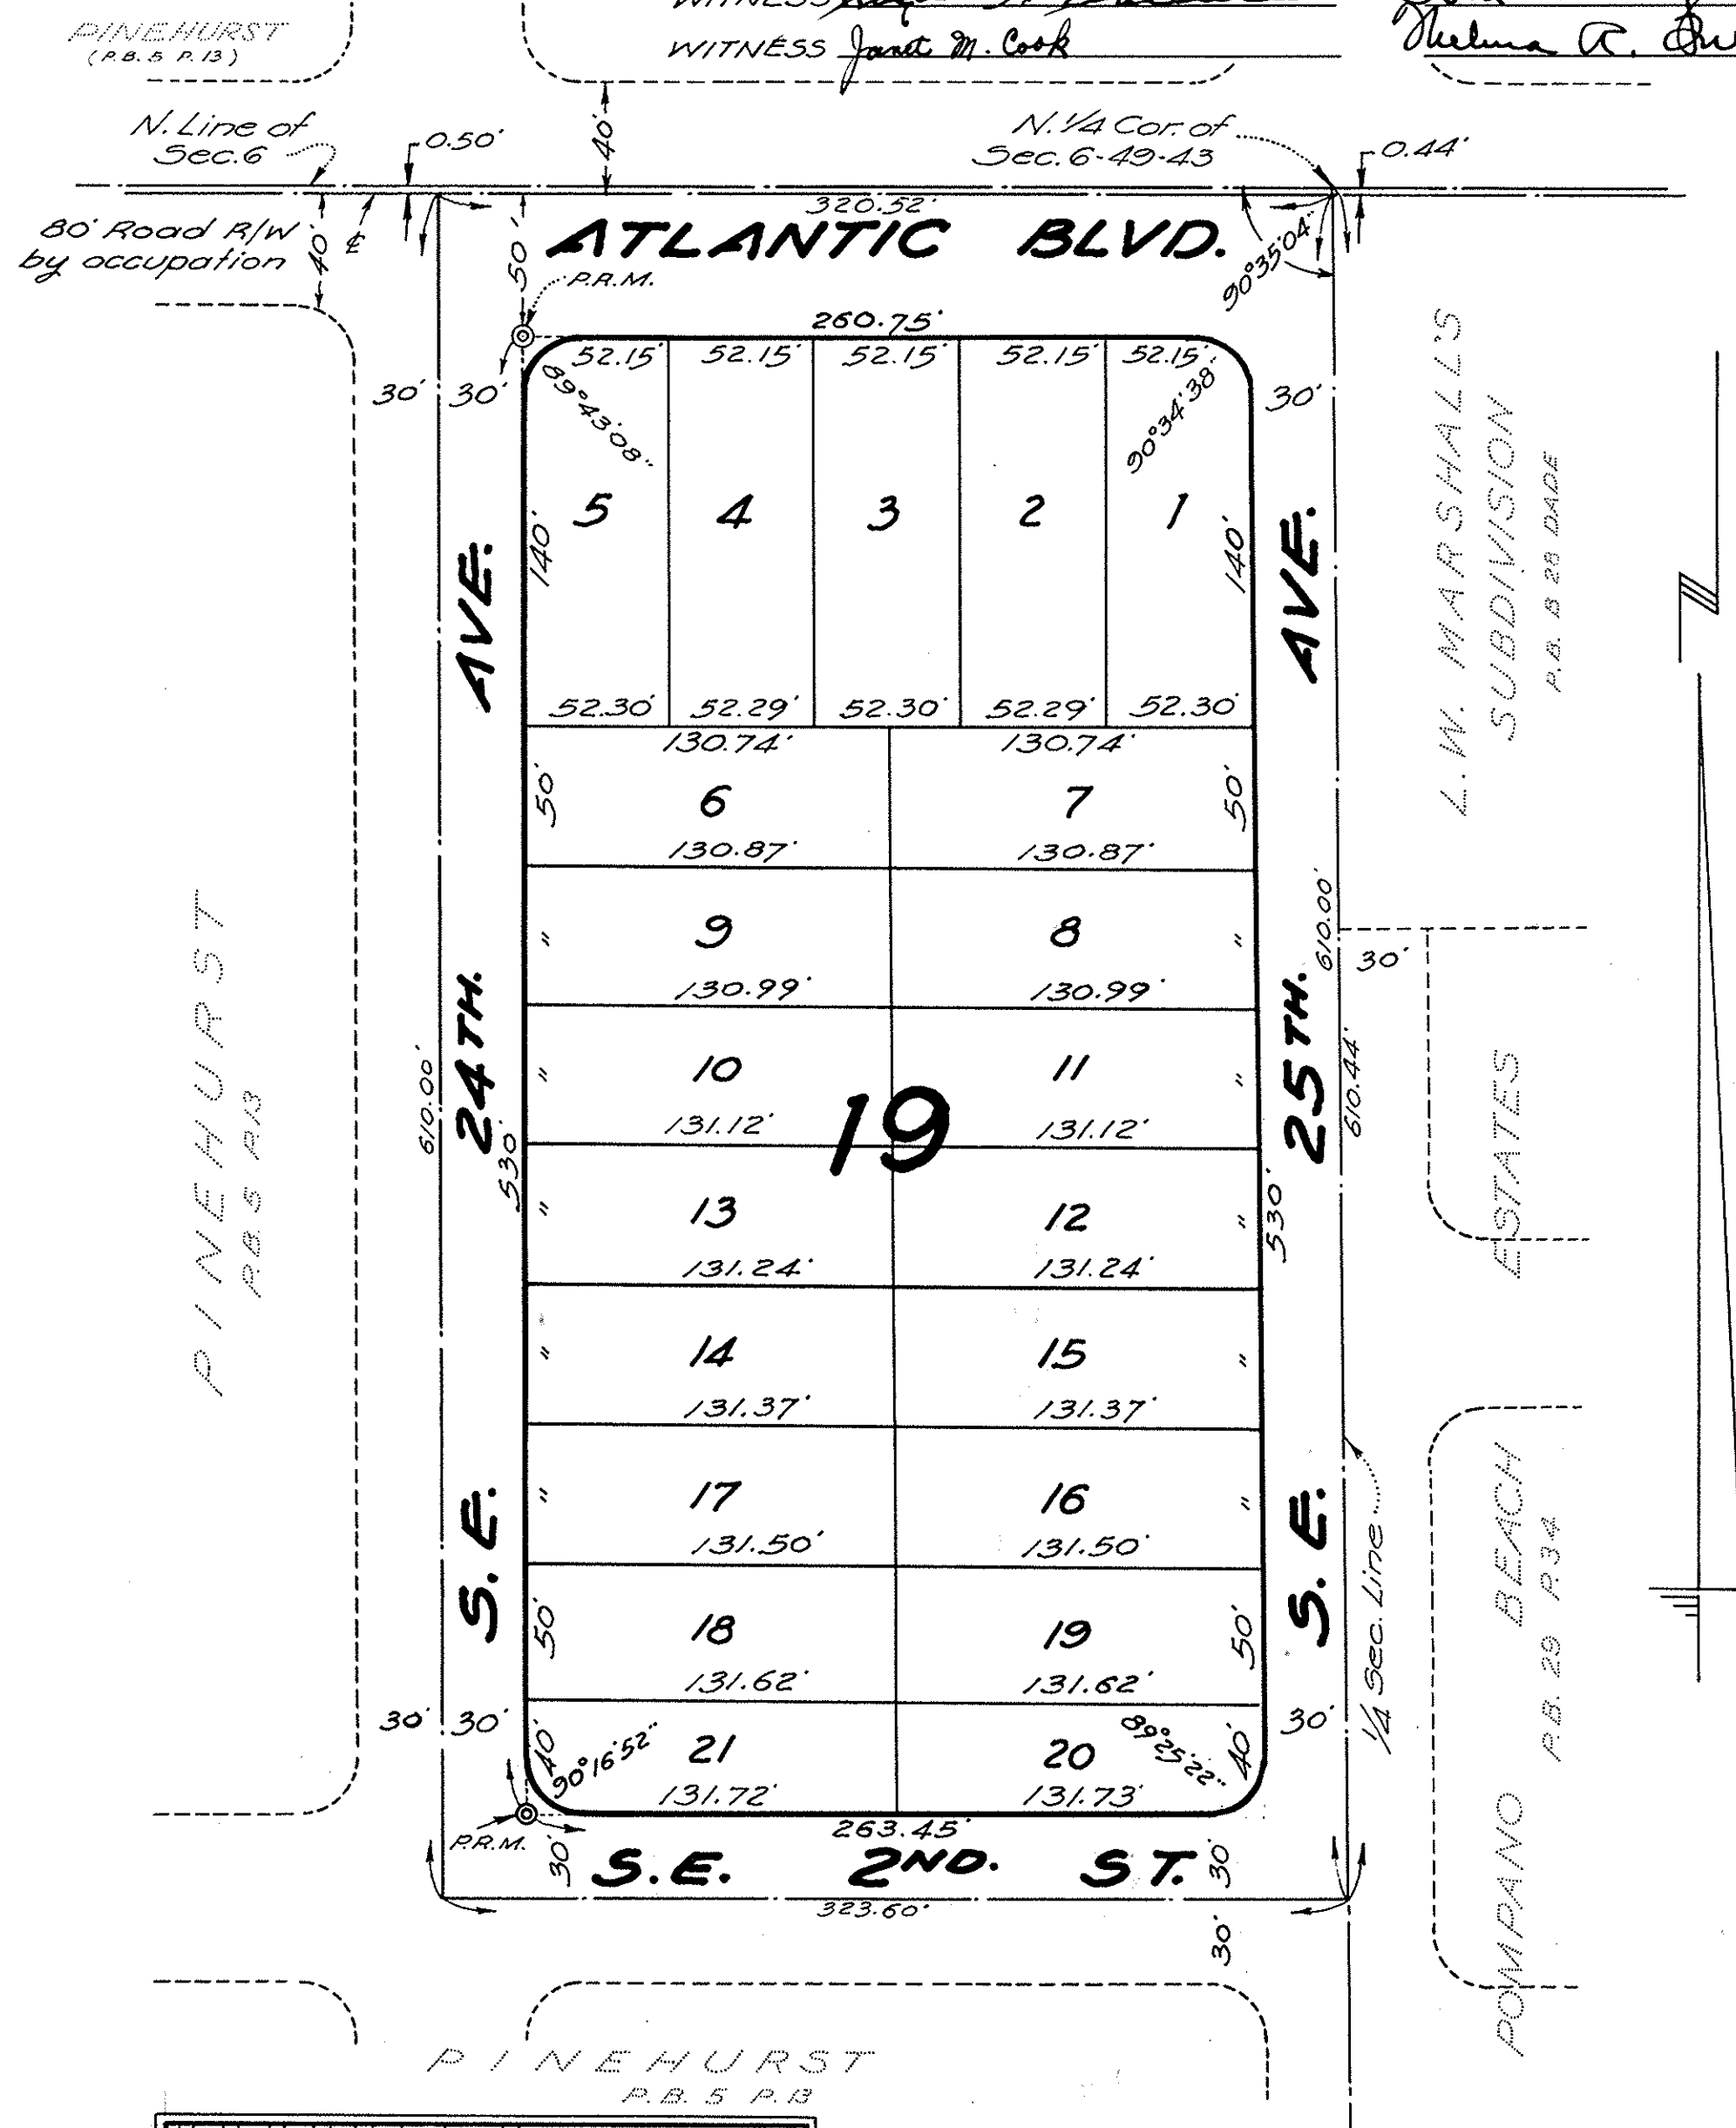 PINEHURST
(P.B. 5 P. 13)
WITNESS
WITNESS Janet M. Cook
Thelma R.
N. Line of
Sec. 6
0.50'
40'
N. 1/4 Cor. of
Sec. 6-49-43
0.44'
320.52'
80' Road R/W
by occupation
40'
℄
50'
ATLANTIC BLVD.
90°35'04"
P.R.M.
260.75'
52.15' 52.15' 52.15' 52.15' 52.15'
30' 30'
89°43'08"
90°34'38"
30'
5 4 3 2 1
140'
140'
52.30' 52.29' 52.30' 52.29' 52.30'
130.74' 130.74'
50' 6 7 50'
130.87' 130.87'
" 9 8 "
130.99' 130.99'
" 10 11 "
131.12' 131.12'
19
" 13 12 "
131.24' 131.24'
" 14 15 "
131.37' 131.37'
" 17 16 "
131.50' 131.50'
50' 18 19 50'
131.62' 131.62'
30' 30'
40' 90°16'52" 21 20 89°25'22" 40'
30'
131.72' 131.73'
263.45'
P.R.M.
30'
S.E. 2ND. ST.
30'
323.60'
30'
S. E. 24TH. AVE.
610.00'
530'
S. E. 25TH. AVE.
530'
610.00'
610.44'
30'
1/4 Sec. Line
L. W. MARSHALL'S
SUBDIVISION
P.B. B 28 DADE
POMPANO BEACH ESTATES
P.B. 29 P. 34
PINEHURST
P.B. 5 P. 13
PINEHURST
P.B. 5 P. 13